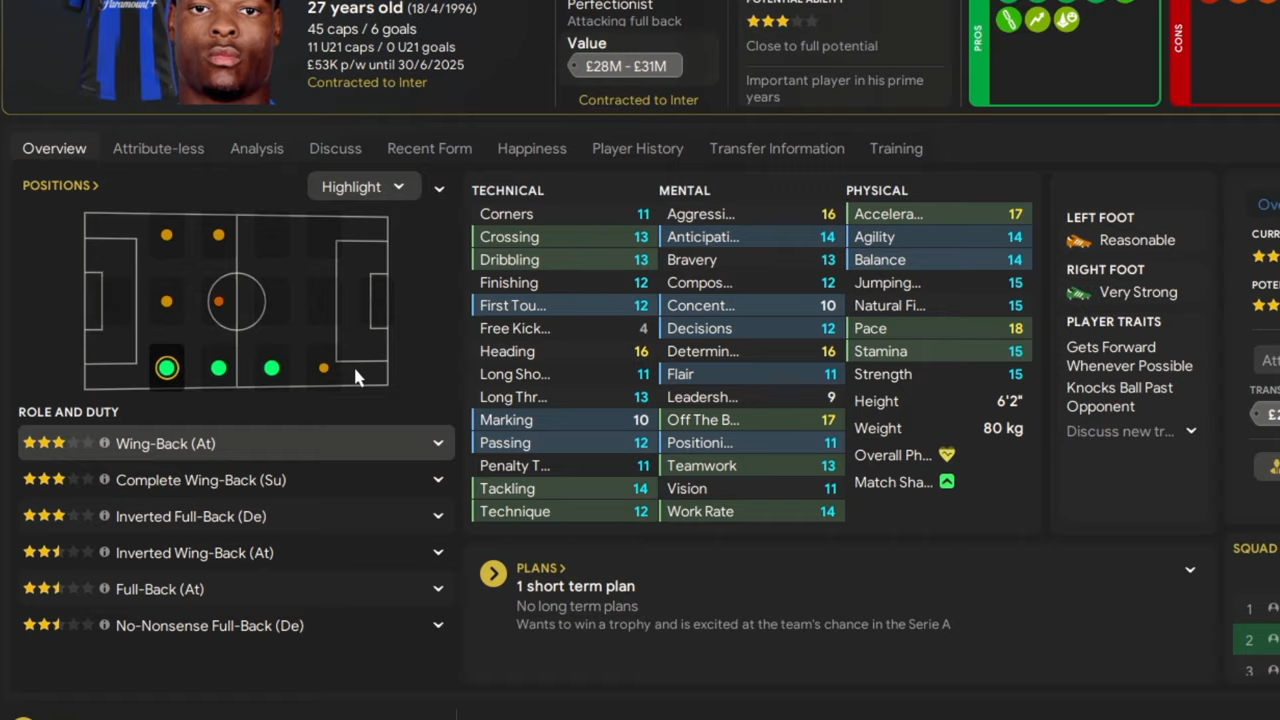 Paramount+
27 years old (18/4/1996)
45 caps / 6 goals
11 U21 caps / 0 U21 goals
£53K p/w until 30/6/2025
Contracted to Inter
Perfectionist
Attacking full back
Value
£28M - £31M
Contracted to Inter
POTENTIAL ABILITY
Close to full potential
Important player in his prime
years
PROS
CONS
Overview Attribute-less Analysis Discuss Recent Form Happiness Player History Transfer Information Training
POSITIONS>
Highlight
ROLE AND DUTY
Wing-Back (At)
Complete Wing-Back (Su)
Inverted Full-Back (De)
Inverted Wing-Back (At)
Full-Back (At)
No-Nonsense Full-Back (De)
TECHNICAL
Corners 11
Crossing 13
Dribbling 13
Finishing 12
First Tou... 12
Free Kick... 4
Heading 16
Long Sho... 11
Long Thr... 13
Marking 10
Passing 12
Penalty T... 11
Tackling 14
Technique 12
MENTAL
Aggressi... 16
Anticipati... 14
Bravery 13
Compos... 12
Concent... 10
Decisions 12
Determin... 16
Flair 11
Leadersh... 9
Off The B... 17
Positioni... 11
Teamwork 13
Vision 11
Work Rate 14
PHYSICAL
Accelera... 17
Agility 14
Balance 14
Jumping... 15
Natural Fi... 15
Pace 18
Stamina 15
Strength 15
Height 6'2"
Weight 80 kg
Overall Ph...
Match Sha...
LEFT FOOT
Reasonable
RIGHT FOOT
Very Strong
PLAYER TRAITS
Gets Forward
Whenever Possible
Knocks Ball Past
Opponent
Discuss new tr...
PLANS>
1 short term plan
No long term plans
Wants to win a trophy and is excited at the team's chance in the Serie A
Ov
CURR
POTE
Att
TRANS
£2
SQUAD
1
2
3